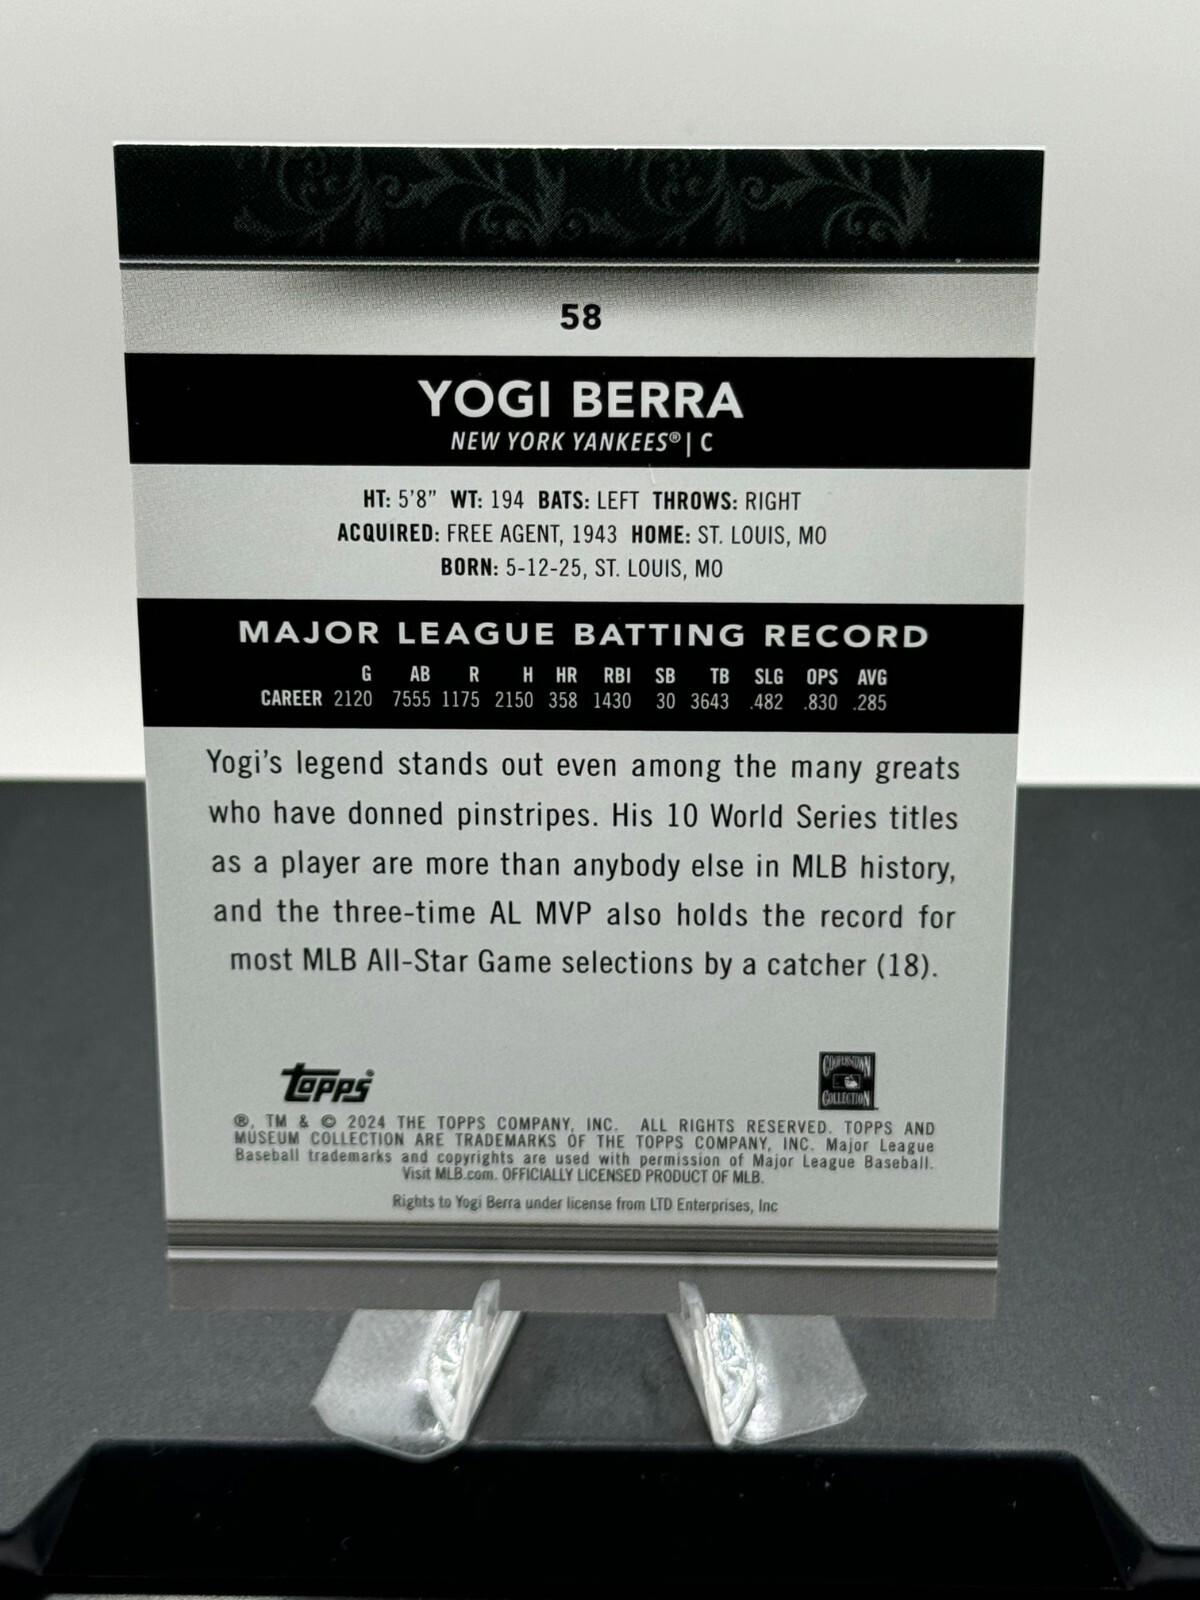 58
YOGI BERRA
NEW YORK YANKEES® | C
HT: 5'8" WT: 194 BATS: LEFT THROWS: RIGHT
ACQUIRED: FREE AGENT, 1943 HOME: ST. LOUIS, MO
BORN: 5-12-25, ST. LOUIS, MO
MAJOR LEAGUE BATTING RECORD
G AB R H HR RBI SB TB SLG OPS AVG
CAREER 2120 7555 1175 2150 358 1430 30 3643 .482 .830 .285
Yogi's legend stands out even among the many greats
who have donned pinstripes. His 10 World Series titles
as a player are more than anybody else in MLB history,
and the three-time AL MVP also holds the record for
most MLB All-Star Game selections by a catcher (18).
topps®
COOPERSTOWN
COLLECTION
®, TM & © 2024 THE TOPPS COMPANY, INC. ALL RIGHTS RESERVED. TOPPS AND
MUSEUM COLLECTION ARE TRADEMARKS OF THE TOPPS COMPANY, INC. Major League
Baseball trademarks and copyrights are used with permission of Major League Baseball.
Visit MLB.com. OFFICIALLY LICENSED PRODUCT OF MLB.
Rights to Yogi Berra under license from LTD Enterprises, Inc